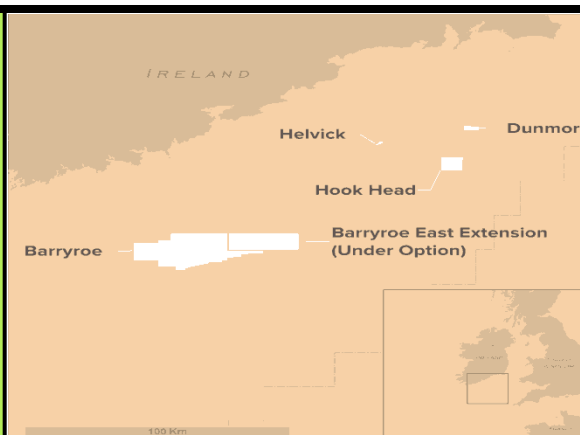 IRELAND
Helvick
Dunmor
Hook Head
Barryroe East Extension
(Under Option)
Barryroe
100 Km